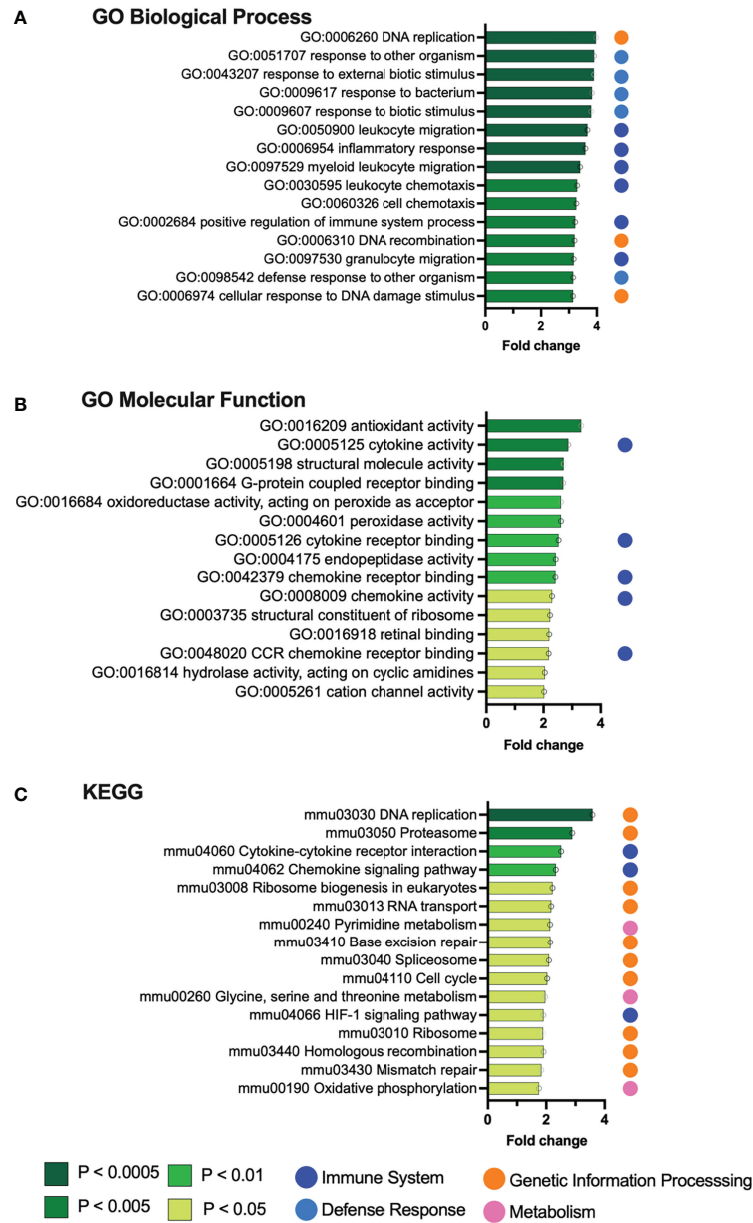 A
GO Biological Process
GO:0006260 DNA replication
GO:0051707 response to other organism
GO:0043207 response to external biotic stimulus
GO:0009617 response to bacterium
GO:0009607 response to biotic stimulus
GO:0050900 leukocyte migration
GO:0006954 inflammatory response
GO:0097529 myeloid leukocyte migration
GO:0030595 leukocyte chemotaxis
GO:0060326 cell chemotaxis
GO:0002684 positive regulation of immune system process
GO:0006310 DNA recombination
GO:0097530 granulocyte migration
GO:0098542 defense response to other organism
GO:0006974 cellular response to DNA damage stimulus
0 2 4
Fold change
B
GO Molecular Function
GO:0016209 antioxidant activity
GO:0005125 cytokine activity
GO:0005198 structural molecule activity
GO:0001664 G-protein coupled receptor binding
GO:0016684 oxidoreductase activity, acting on peroxide as acceptor
GO:0004601 peroxidase activity
GO:0005126 cytokine receptor binding
GO:0004175 endopeptidase activity
GO:0042379 chemokine receptor binding
GO:0008009 chemokine activity
GO:0003735 structural constituent of ribosome
GO:0016918 retinal binding
GO:0048020 CCR chemokine receptor binding
GO:0016814 hydrolase activity, acting on cyclic amidines
GO:0005261 cation channel activity
0 2 4
Fold change
C
KEGG
mmu03030 DNA replication
mmu03050 Proteasome
mmu04060 Cytokine-cytokine receptor interaction
mmu04062 Chemokine signaling pathway
mmu03008 Ribosome biogenesis in eukaryotes
mmu03013 RNA transport
mmu00240 Pyrimidine metabolism
mmu03410 Base excision repair
mmu03040 Spliceosome
mmu04110 Cell cycle
mmu00260 Glycine, serine and threonine metabolism
mmu04066 HIF-1 signaling pathway
mmu03010 Ribosome
mmu03440 Homologous recombination
mmu03430 Mismatch repair
mmu00190 Oxidative phosphorylation
0 2 4
Fold change
P < 0.0005 P < 0.01 Immune System Genetic Information Processsing
P < 0.005 P < 0.05 Defense Response Metabolism